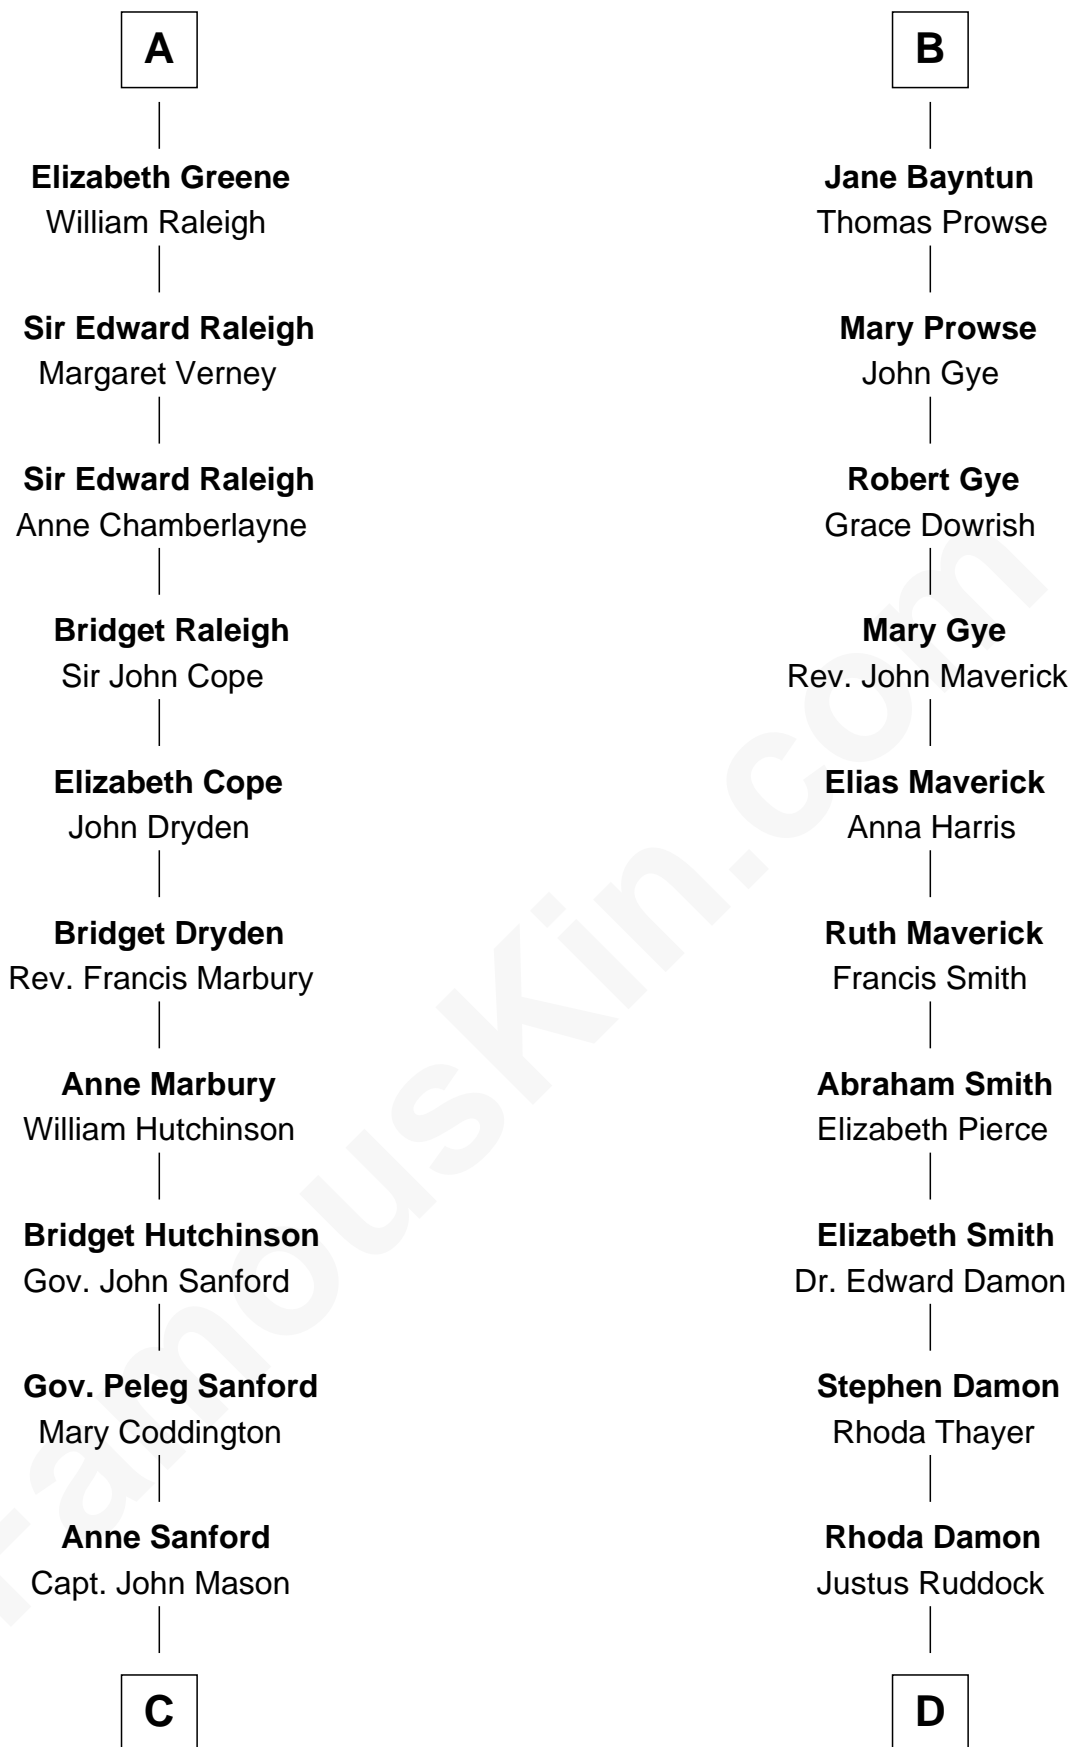 A
Elizabeth Greene
William Raleigh
Sir Edward Raleigh
Margaret Verney
Sir Edward Raleigh
Anne Chamberlayne
Bridget Raleigh
Sir John Cope
Elizabeth Cope
John Dryden
Bridget Dryden
Rev. Francis Marbury
Anne Marbury
William Hutchinson
Bridget Hutchinson
Gov. John Sanford
Gov. Peleg Sanford
Mary Coddington
Anne Sanford
Capt. John Mason
C
B
Jane Bayntun
Thomas Prowse
Mary Prowse
John Gye
Robert Gye
Grace Dowrish
Mary Gye
Rev. John Maverick
Elias Maverick
Anna Harris
Ruth Maverick
Francis Smith
Abraham Smith
Elizabeth Pierce
Elizabeth Smith
Dr. Edward Damon
Stephen Damon
Rhoda Thayer
Rhoda Damon
Justus Ruddock
D
FamousKin.com